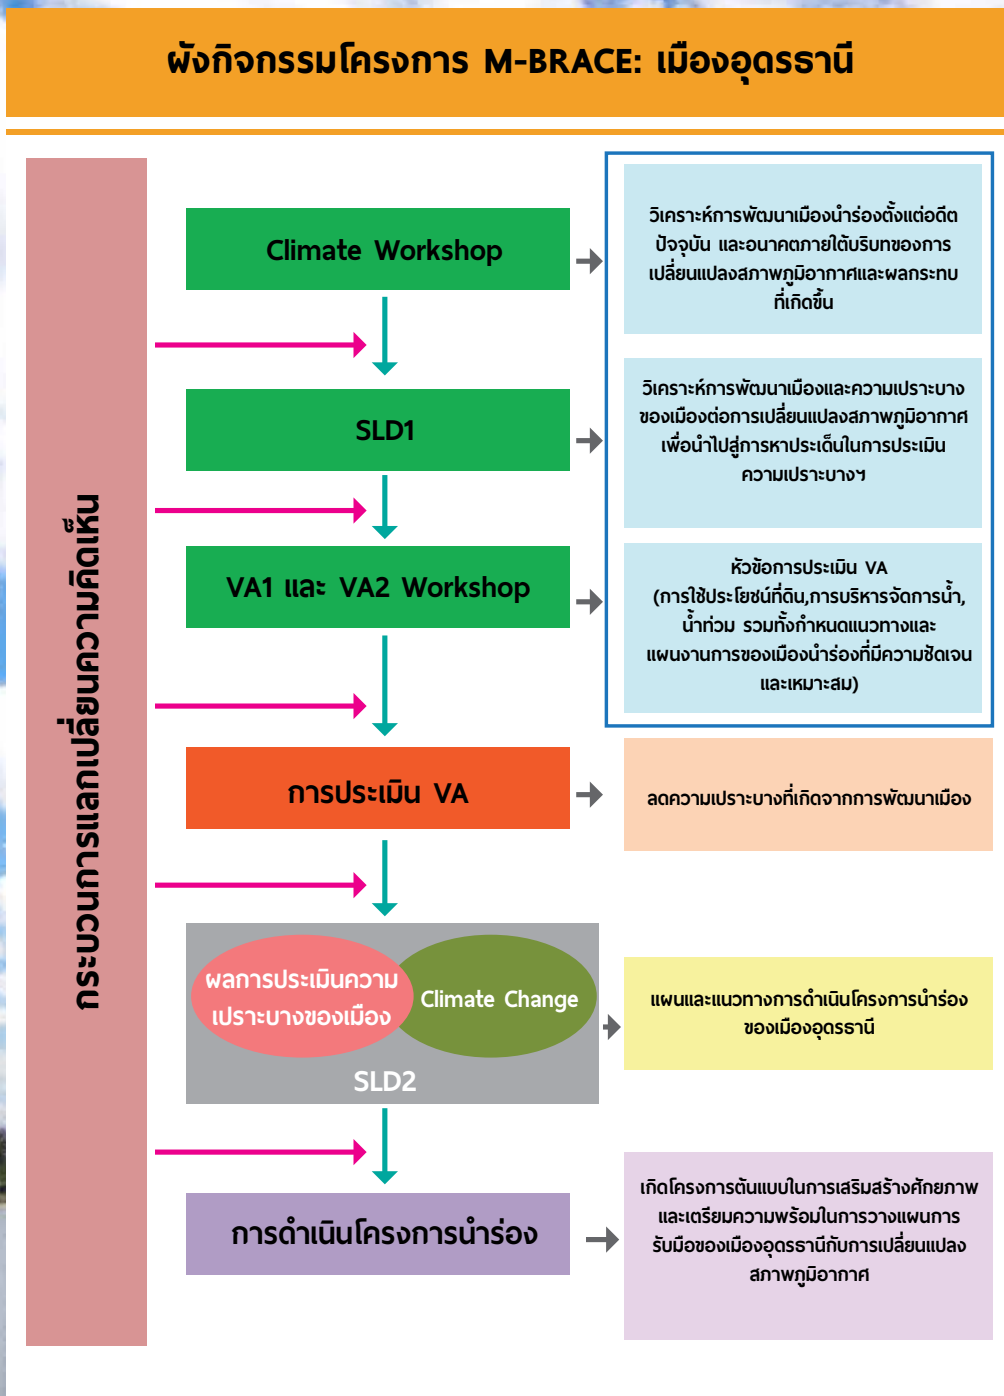 ผังกิจกรรมโครงการ M-BRACE: เมืองอุดรธานี
กระบวนการแลกเปลี่ยนความคิดเห็น
Climate Workshop
วิเคราะห์การพัฒนาเมืองนำร่องตั้งแต่อดีต
ปัจจุบัน และอนาคตภายใต้บริบทของการ
เปลี่ยนแปลงสภาพภูมิอากาศและผลกระทบ
ที่เกิดขึ้น
SLD1
วิเคราะห์การพัฒนาเมืองและความเปราะบาง
ของเมืองต่อการเปลี่ยนแปลงสภาพภูมิอากาศ
เพื่อนำไปสู่การหาประเด็นในการประเมิน
ความเปราะบางฯ
VA1 และ VA2 Workshop
หัวข้อการประเมิน VA
(การใช้ประโยชน์ที่ดิน,การบริหารจัดการน้ำ,
น้ำท่วม รวมทั้งกำหนดแนวทางและ
แผนงานการของเมืองนำร่องที่มีความชัดเจน
และเหมาะสม)
การประเมิน VA
ลดความเปราะบางที่เกิดจากการพัฒนาเมือง
ผลการประเมินความ
เปราะบางของเมือง
Climate Change
SLD2
แผนและแนวทางการดำเนินโครงการนำร่อง
ของเมืองอุดรธานี
การดำเนินโครงการนำร่อง
เกิดโครงการต้นแบบในการเสริมสร้างศักยภาพ
และเตรียมความพร้อมในการวางแผนการ
รับมือของเมืองอุดรธานีกับการเปลี่ยนแปลง
สภาพภูมิอากาศ